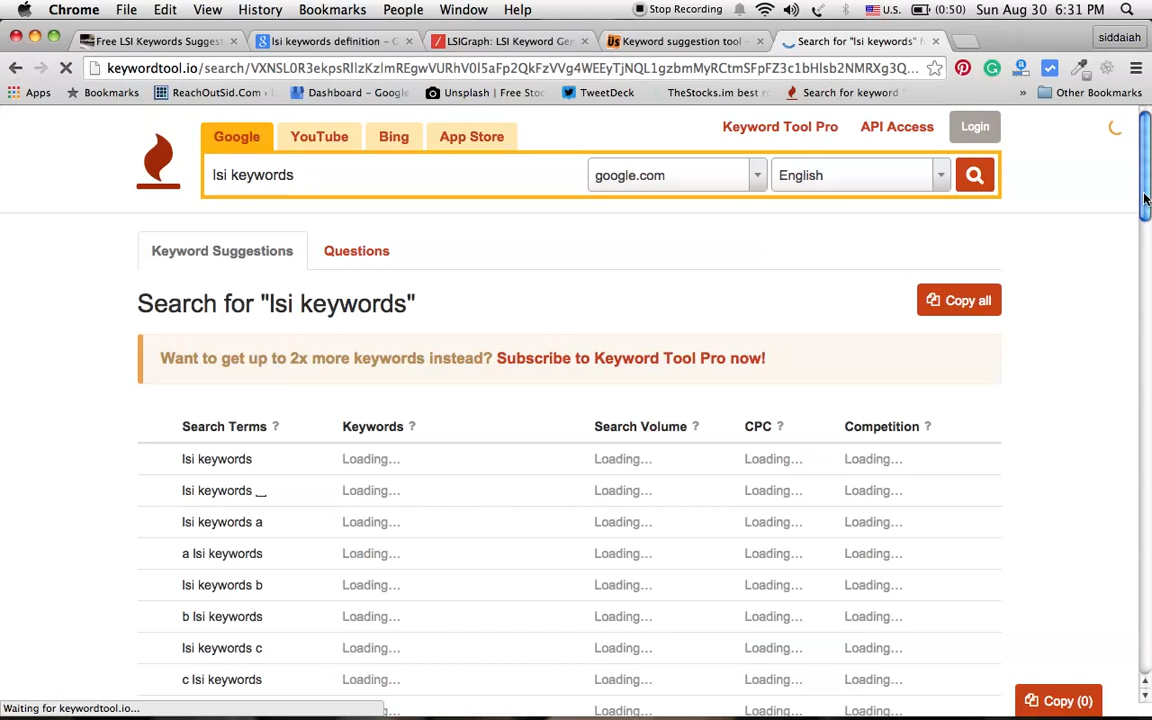 Chrome File Edit View History Bookmarks People Window Help Stop Recording U.S. (0:50) Sun Aug 30 6:31 PM
Free LSI Keywords Suggest × lsi keywords definition - G × LSIGraph: LSI Keyword Gen × Keyword suggestion tool - × Search for "lsi keywords" f × siddaiah
Apps Bookmarks ReachOutSid.Com › Dashboard – Google Unsplash | Free Stoc TweetDeck TheStocks.im best ro Search for keyword » Other Bookmarks
Google YouTube Bing App Store Keyword Tool Pro API Access Login
lsi keywords google.com English
Keyword Suggestions Questions
Search for "lsi keywords" Copy all
Want to get up to 2x more keywords instead? Subscribe to Keyword Tool Pro now!
Search Terms ? Keywords ? Search Volume ? CPC ? Competition ?
lsi keywords Loading... Loading... Loading... Loading...
lsi keywords ⎵ Loading... Loading... Loading... Loading...
lsi keywords a Loading... Loading... Loading... Loading...
a lsi keywords Loading... Loading... Loading... Loading...
lsi keywords b Loading... Loading... Loading... Loading...
b lsi keywords Loading... Loading... Loading... Loading...
lsi keywords c Loading... Loading... Loading... Loading...
c lsi keywords Loading... Loading... Loading... Loading...
Copy (0)
Waiting for keywordtool.io...